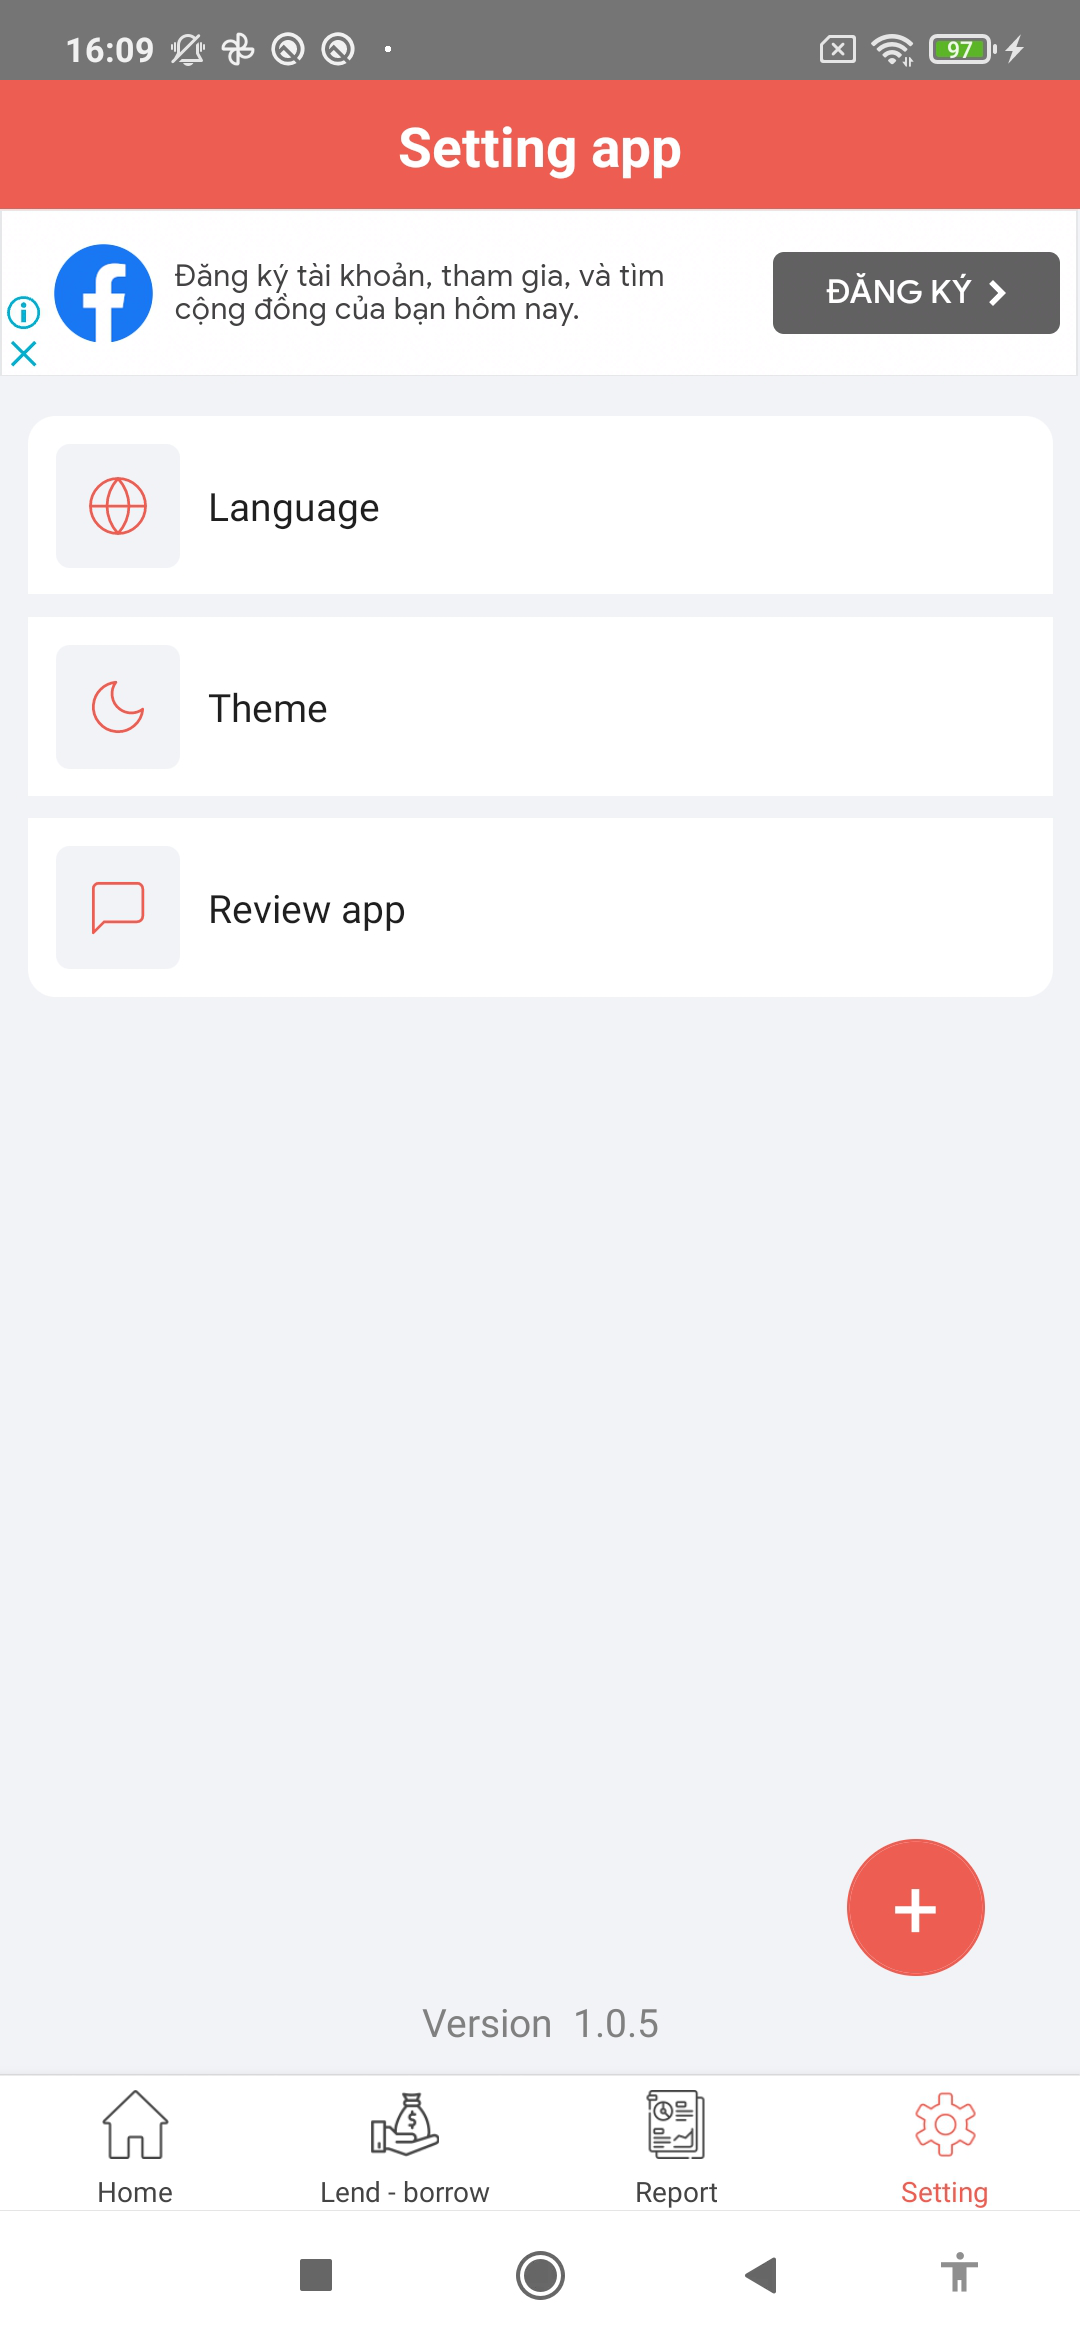 16:09
97
Setting app
Đăng ký tài khoản, tham gia, và tìm
cộng đồng của bạn hôm nay.
ĐĂNG KÝ
Language
Theme
Review app
Version 1.0.5
Home
Lend - borrow
Report
Setting